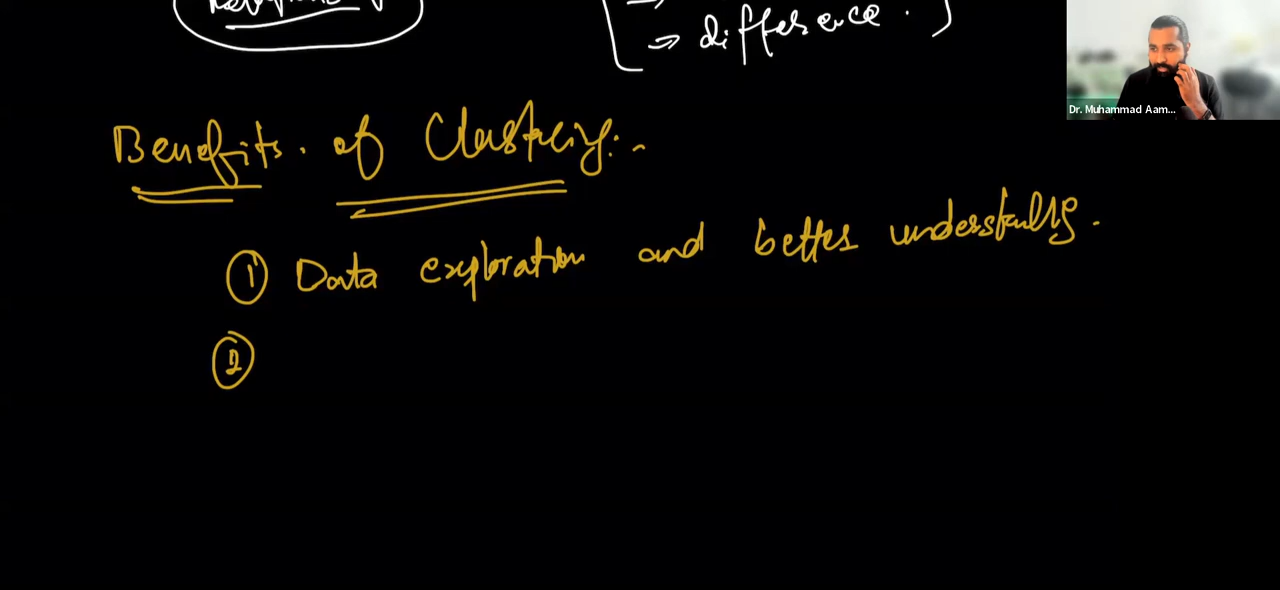 ⇒ difference.
Dr. Muhammad Aam...
Benefits of Clustering:-
① Data exploration and better understanding.
②